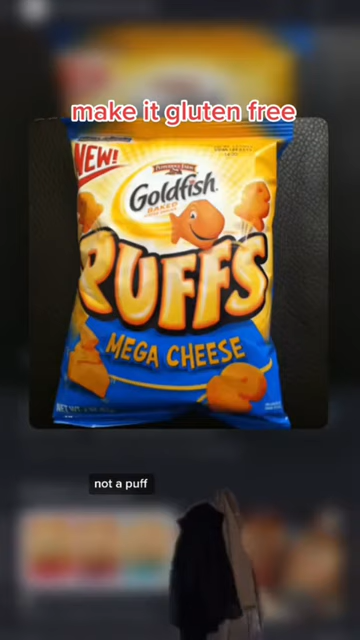 make it gluten free
NEW!
PEPPERIDGE FARM
Goldfish
BAKED
PUFFS
MEGA CHEESE
not a puff